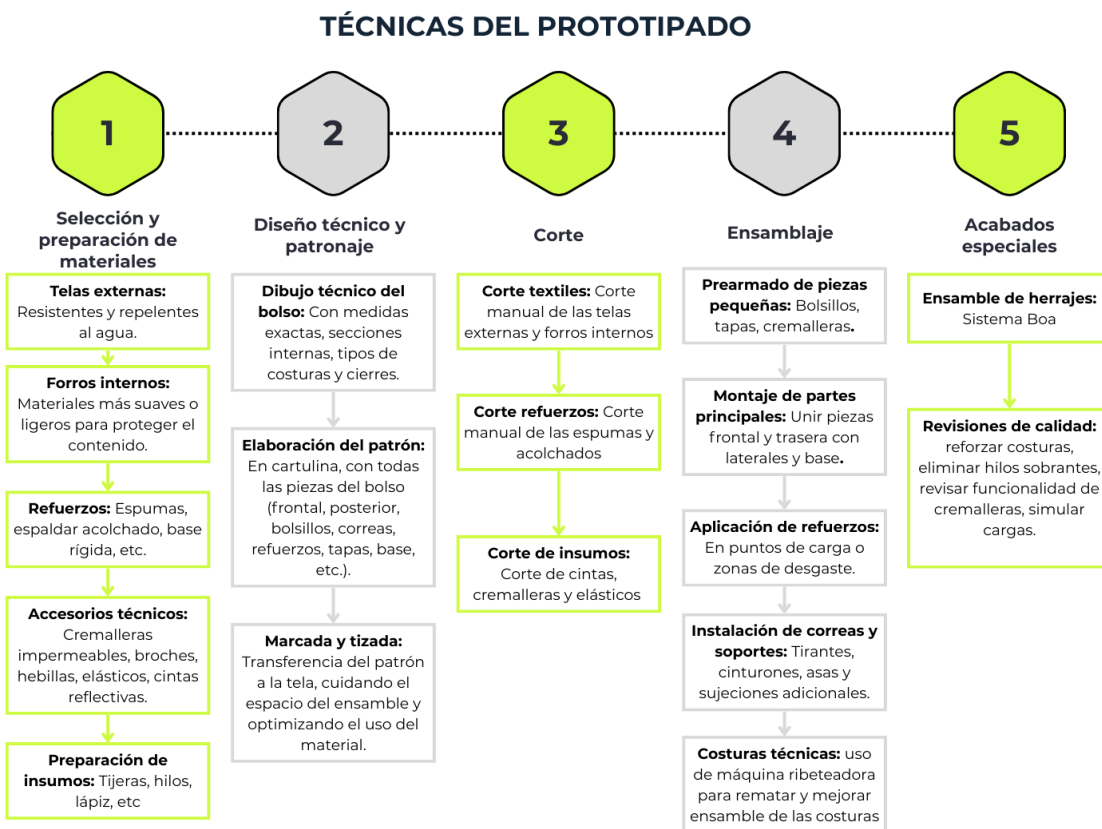 TÉCNICAS DEL PROTOTIPADO
1
2
3
4
5
Selección y
preparación de
materiales
Telas externas:
Resistentes y repelentes
al agua.
Forros internos:
Materiales más suaves o
ligeros para proteger el
contenido.
Refuerzos: Espumas,
espaldar acolchado, base
rígida, etc.
Accesorios técnicos:
Cremalleras
impermeables, broches,
hebillas, elásticos, cintas
reflectivas.
Preparación de
insumos: Tijeras, hilos,
lápiz, etc
Diseño técnico y
patronaje
Dibujo técnico del
bolso: Con medidas
exactas, secciones
internas, tipos de
costuras y cierres.
Elaboración del patrón:
En cartulina, con todas
las piezas del bolso
(frontal, posterior,
bolsillos, correas,
refuerzos, tapas, base,
etc.).
Marcada y tizada:
Transferencia del patrón
a la tela, cuidando el
espacio del ensamble y
optimizando el uso del
material.
Corte
Corte textiles: Corte
manual de las telas
externas y forros internos
Corte refuerzos: Corte
manual de las espumas y
acolchados
Corte de insumos:
Corte de cintas,
cremalleras y elásticos
Ensamblaje
Prearmado de piezas
pequeñas: Bolsillos,
tapas, cremalleras.
Montaje de partes
principales: Unir piezas
frontal y trasera con
laterales y base.
Aplicación de refuerzos:
En puntos de carga o
zonas de desgaste.
Instalación de correas y
soportes: Tirantes,
cinturones, asas y
sujeciones adicionales.
Costuras técnicas: uso
de máquina ribeteadora
para rematar y mejorar
ensamble de las costuras
Acabados
especiales
Ensamble de herrajes:
Sistema Boa
Revisiones de calidad:
reforzar costuras,
eliminar hilos sobrantes,
revisar funcionalidad de
cremalleras, simular
cargas.